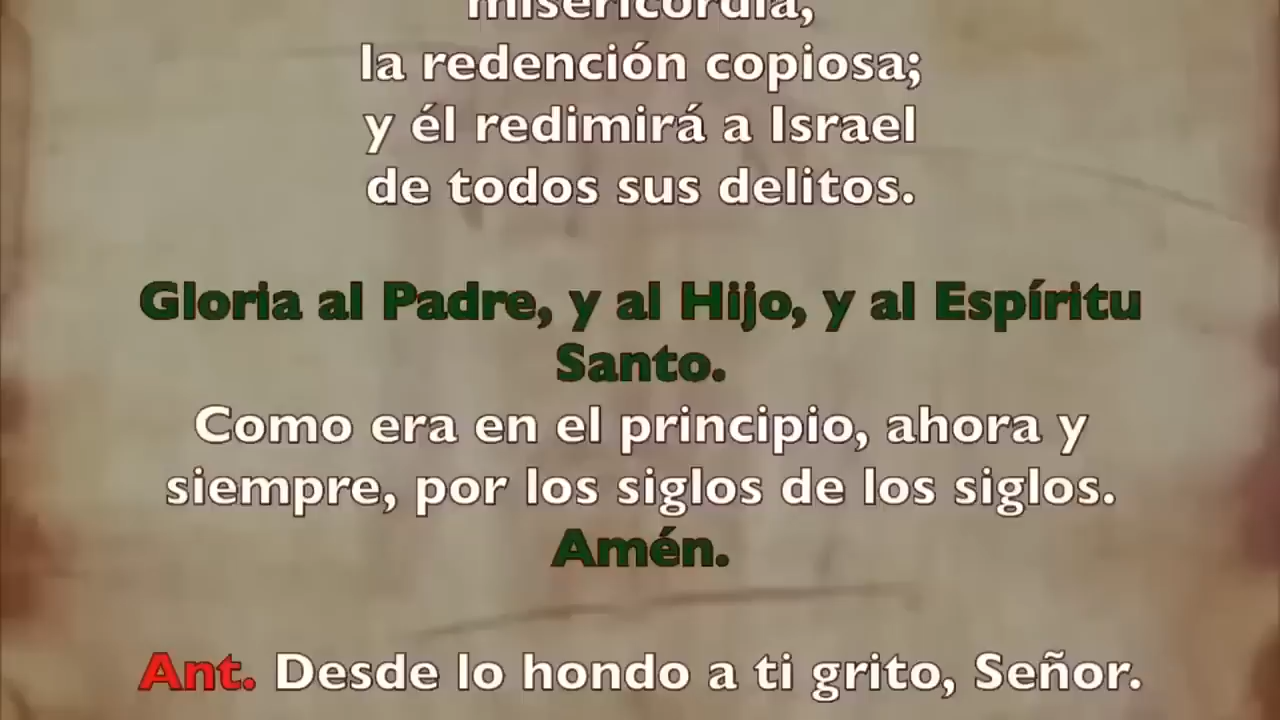 misericordia,
la redención copiosa;
y él redimirá a Israel
de todos sus delitos.
Gloria al Padre, y al Hijo, y al Espíritu
Santo.
Como era en el principio, ahora y
siempre, por los siglos de los siglos.
Amén.
Ant. Desde lo hondo a ti grito, Señor.